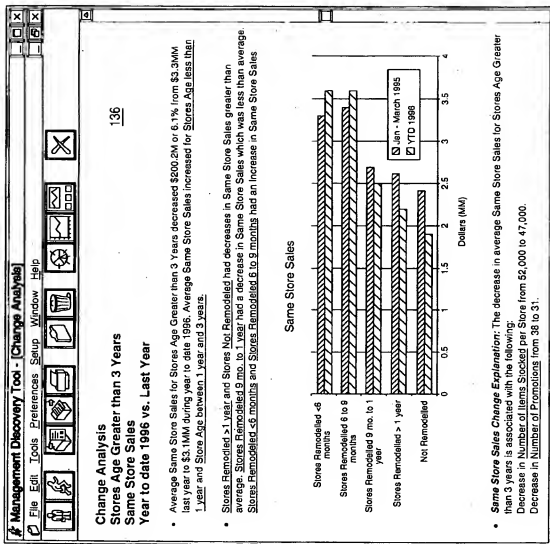 Management Discovery Tool - [Change Analysis]
File Edit Tools Preferences Setup Window Help
Change Analysis
Stores Age Greater than 3 Years
Same Store Sales
Year to date 1996 vs. Last Year
136
• Average Same Store Sales for Stores Age Greater than 3 Years decreased $200.2M or 6.1% from $3.3MM
last year to $3.1MM during year to date 1996. Average Same Store Sales increased for Stores Age less than
1 year and Store Age between 1 year and 3 years.
• Stores Remodelled >1 year and Stores Not Remodeled had decreases in Same Store Sales greater than
average. Stores Remodelled 9 mo. to 1 year had a decrease in Same Store Sales which was less than average.
Stores Remodelled <6 months and Stores Remodeled 6 to 9 months had an Increase in Same Store Sales
Same Store Sales
Stores Remodelled <6
months
Stores Remodelled 6 to 9
months
Stores Remodelled 9 mo. to 1
year
Stores Remodelled > 1 year
Not Remodelled
Jan - March 1995
YTD 1996
0 0.5 1 1.5 2 2.5 3 3.5 4
Dollars (MM)
• Same Store Sales Change Explanation: The decrease in average Same Store Sales for Stores Age Greater
than 3 years is associated with the following:
Decrease in Number of Items Stocked per Store from 52,000 to 47,000.
Decrease in Number of Promotions from 38 to 31.